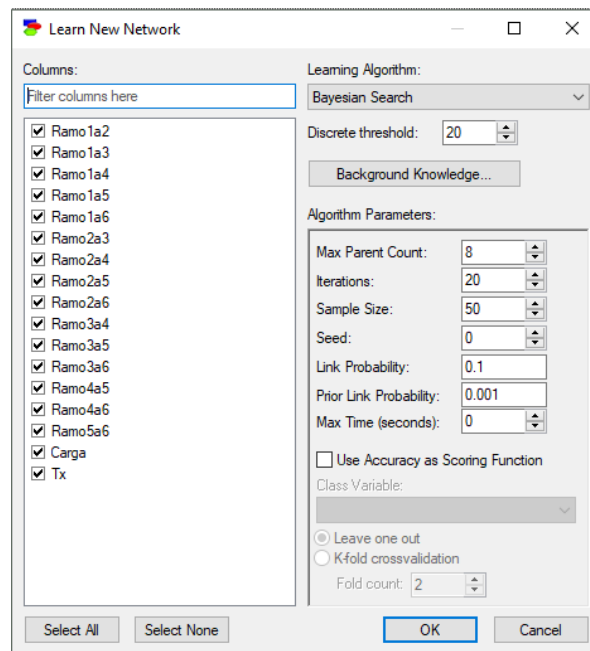 Learn New Network
Columns:
Filter columns here
Ramo1a2
Ramo1a3
Ramo1a4
Ramo1a5
Ramo1a6
Ramo2a3
Ramo2a4
Ramo2a5
Ramo2a6
Ramo3a4
Ramo3a5
Ramo3a6
Ramo4a5
Ramo4a6
Ramo5a6
Carga
Tx
Select All Select None
Learning Algorithm:
Bayesian Search
Discrete threshold: 20
Background Knowledge...
Algorithm Parameters:
Max Parent Count: 8
Iterations: 20
Sample Size: 50
Seed: 0
Link Probability: 0.1
Prior Link Probability: 0.001
Max Time (seconds): 0
Use Accuracy as Scoring Function
Class Variable:
Leave one out
K-fold crossvalidation
Fold count: 2
OK Cancel